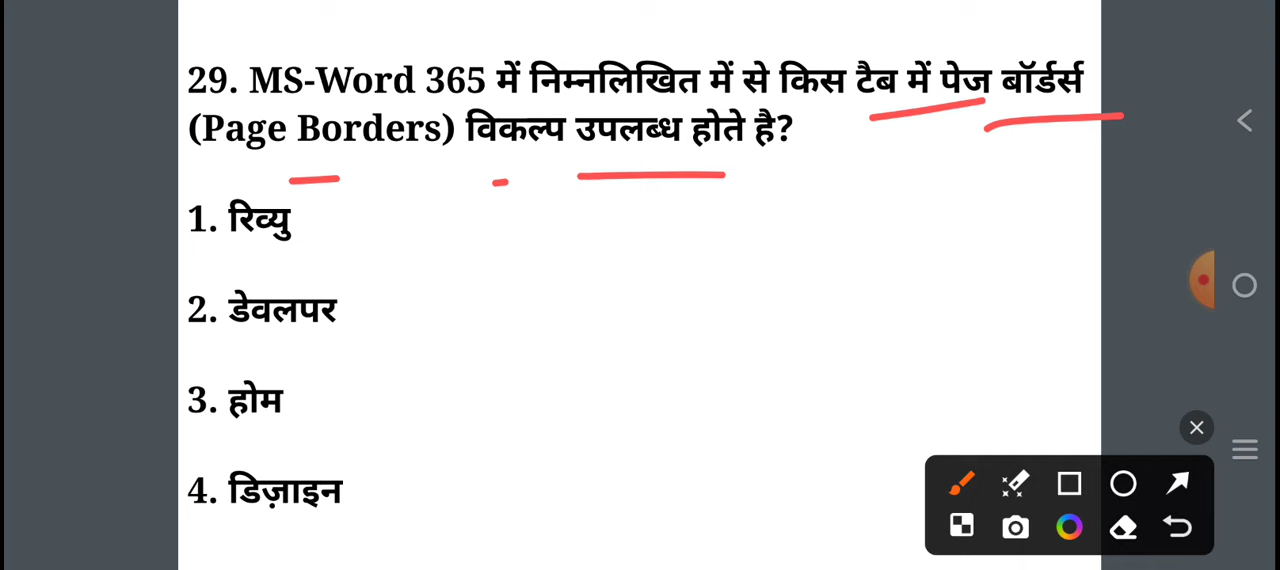 29. MS-Word 365 में निम्नलिखित में से किस टैब में पेज बॉर्डर्स
(Page Borders) विकल्प उपलब्ध होते है?
1. रिव्यु
2. डेवलपर
3. होम
4. डिज़ाइन